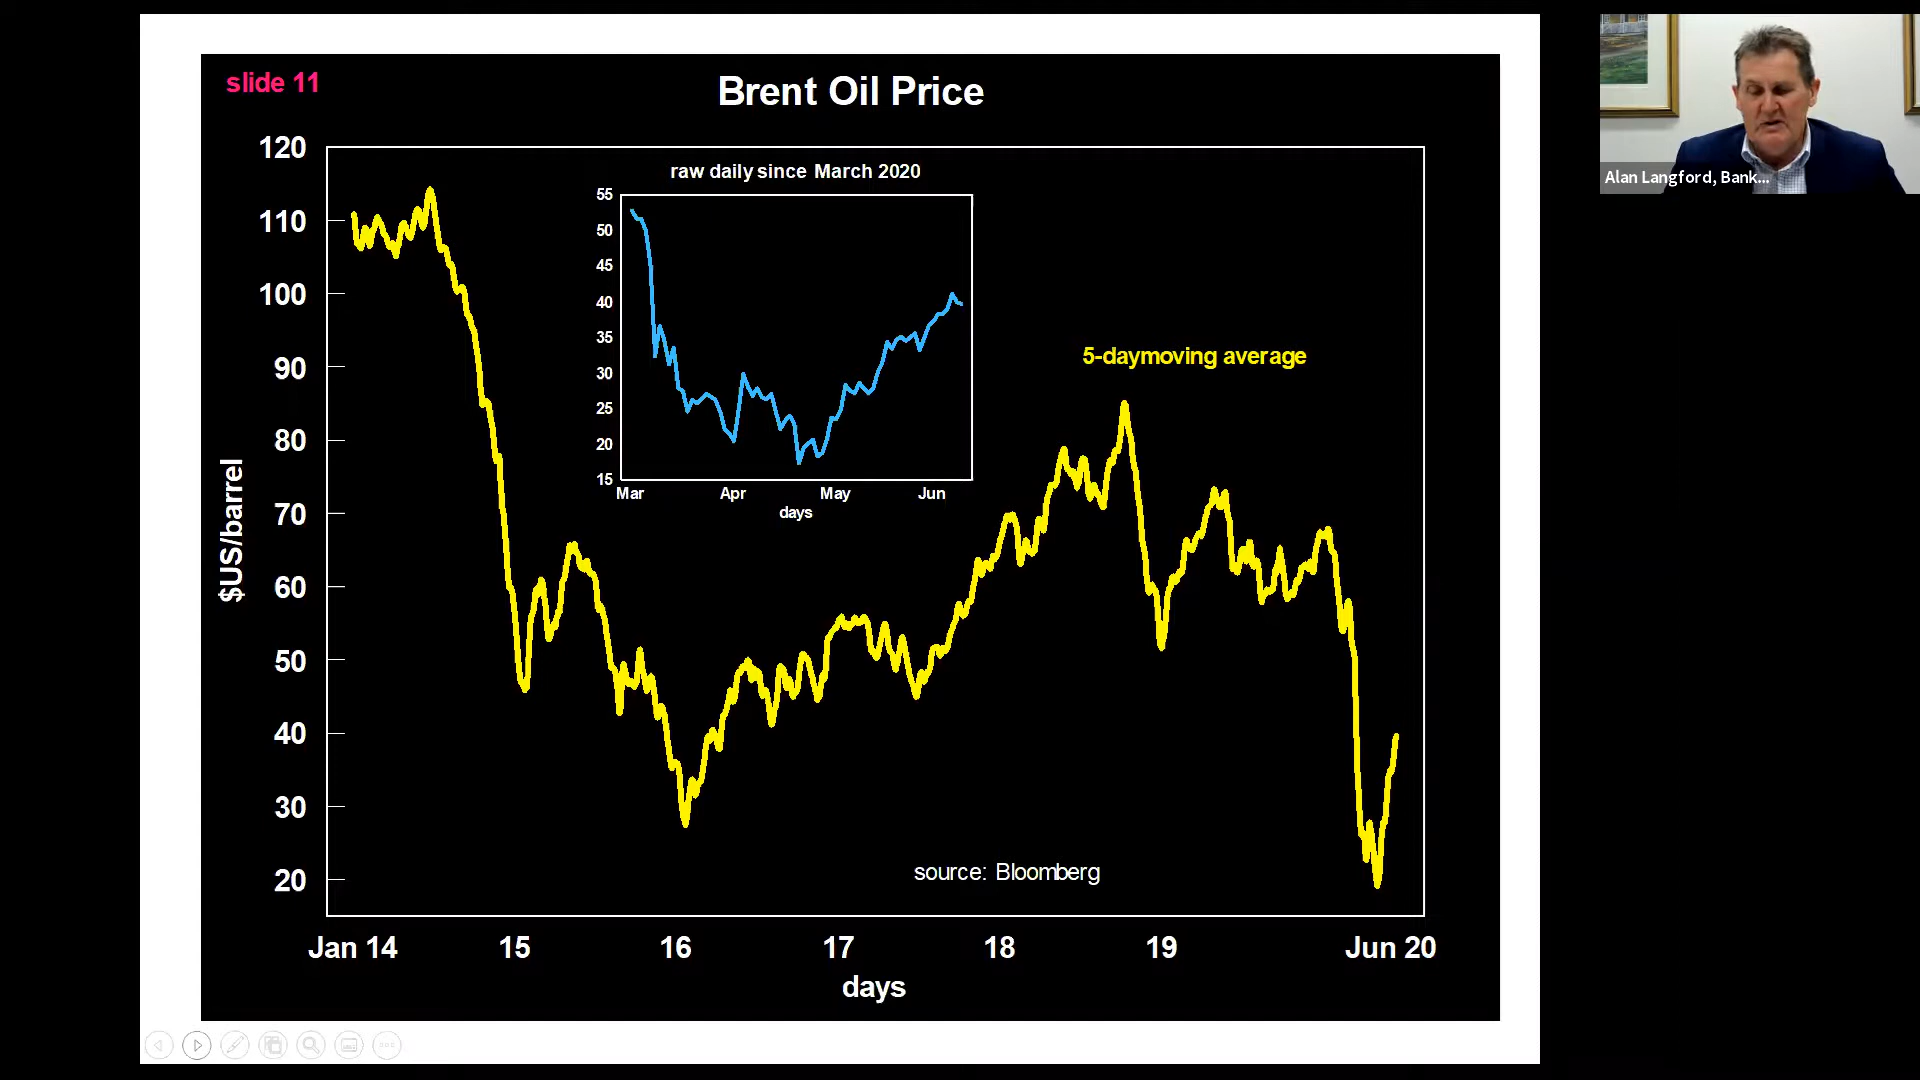 slide 11
Brent Oil Price
120
110
100
90
80
70
60
50
40
30
20
$US/barrel
raw daily since March 2020
55
50
45
40
35
30
25
20
15
Mar Apr May Jun
days
5-daymoving average
source: Bloomberg
Jan 14 15 16 17 18 19 Jun 20
days
Alan Langford, Bank...